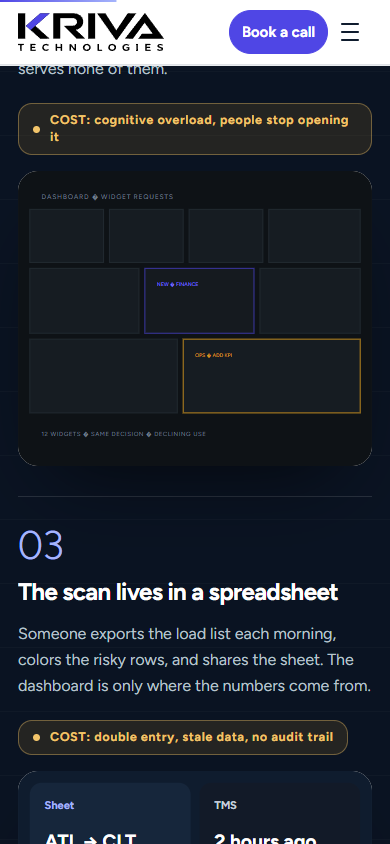 KRIVA
TECHNOLOGIES
Book a call
serves none of them.
COST: cognitive overload, people stop opening
it
DASHBOARD � WIDGET REQUESTS
NEW � FINANCE
OPS � ADD KPI
12 WIDGETS � SAME DECISION � DECLINING USE
03
The scan lives in a spreadsheet
Someone exports the load list each morning,
colors the risky rows, and shares the sheet. The
dashboard is only where the numbers come from.
COST: double entry, stale data, no audit trail
Sheet
TMS
ATL → CLT
2 hours ago